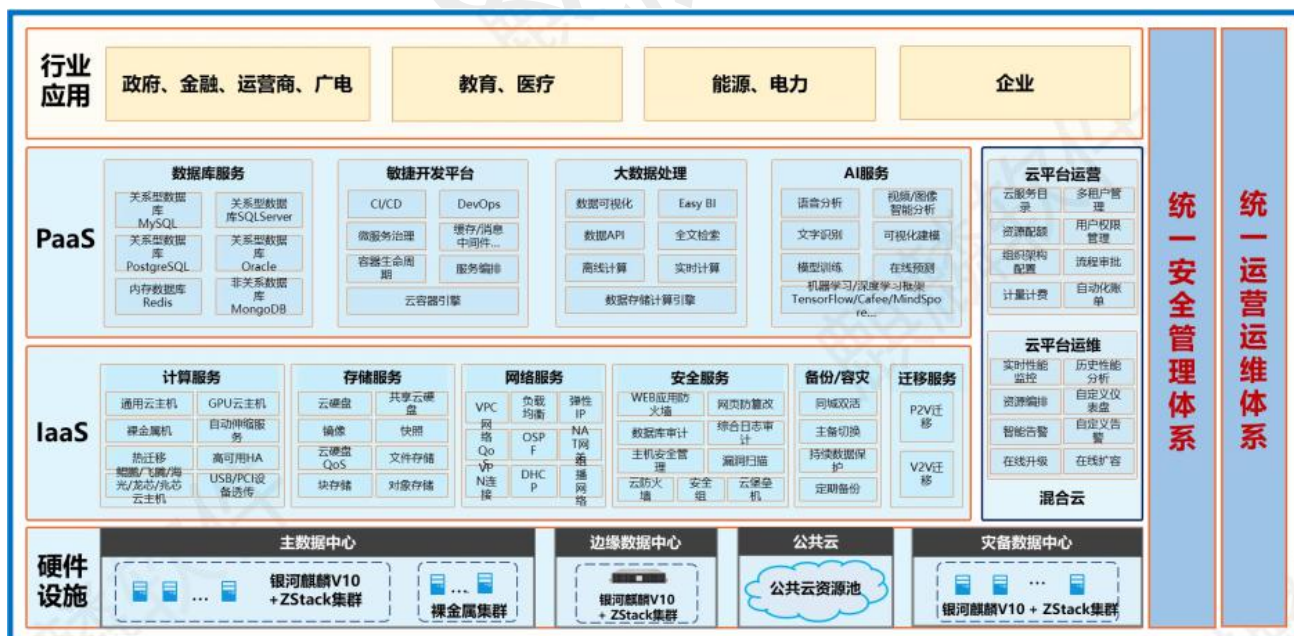 行业
应用
政府、金融、运营商、广电
教育、医疗
能源、电力
企业
PaaS
数据库服务
关系型数据
库
MySQL
关系型数据
库SQLServer
关系型数据
库
PostgreSQL
关系型数据
库
Oracle
内存数据库
Redis
非关系数据
库
MongoDB
敏捷开发平台
CI/CD
DevOps
微服务治理
缓存/消息
中间件...
容器生命周
期
服务编排
云容器引擎
大数据处理
数据可视化
Easy BI
数据API
全文检索
离线计算
实时计算
数据存储计算引擎
AI服务
语音分析
视频/图像
智能分析
文字识别
可视化建模
模型训练
在线预测
机器学习/深度学习框架
TensorFlow/Cafee/MindSpo
re...
云平台运营
云服务目
录
多租户管
理
资源配额
用户权限
管理
组织架构
配置
流程审批
计量计费
自动化账
单
云平台运维
实时性能
监控
历史性能
分析
资源编排
自定义仪
表盘
智能告警
自定义告
警
在线升级
在线扩容
混合云
IaaS
计算服务
通用云主机
GPU云主机
裸金属机
自动伸缩服
务
热迁移
高可用HA
鲲鹏/飞腾/海
光/龙芯/兆芯
云主机
USB/PCI设
备透传
存储服务
云硬盘
共享云硬
盘
镜像
快照
云硬盘
QoS
文件存储
块存储
对象存储
网络服务
VPC
负载
均衡
弹性
IP
网
络
Qo
S
OSP
F
NA
T网
关
VP
N连
接
DHC
P
组
播
网
络
安全服务
WEB应用防
火墙
网页防篡改
数据库审计
综合日志审
计
主机安全管
理
漏洞扫描
云防火
墙
安全
组
云堡垒
机
备份/容灾
同城双活
主备切换
持续数据保
护
定期备份
迁移服务
P2V迁
移
V2V迁
移
硬件
设施
主数据中心
...
银河麒麟V10
+ZStack集群
...
裸金属集群
边缘数据中心
银河麒麟V10
+ ZStack集群
公共云
公共云资源池
灾备数据中心
...
银河麒麟V10 + ZStack集群
统一安全管理体系
统一运营运维体系